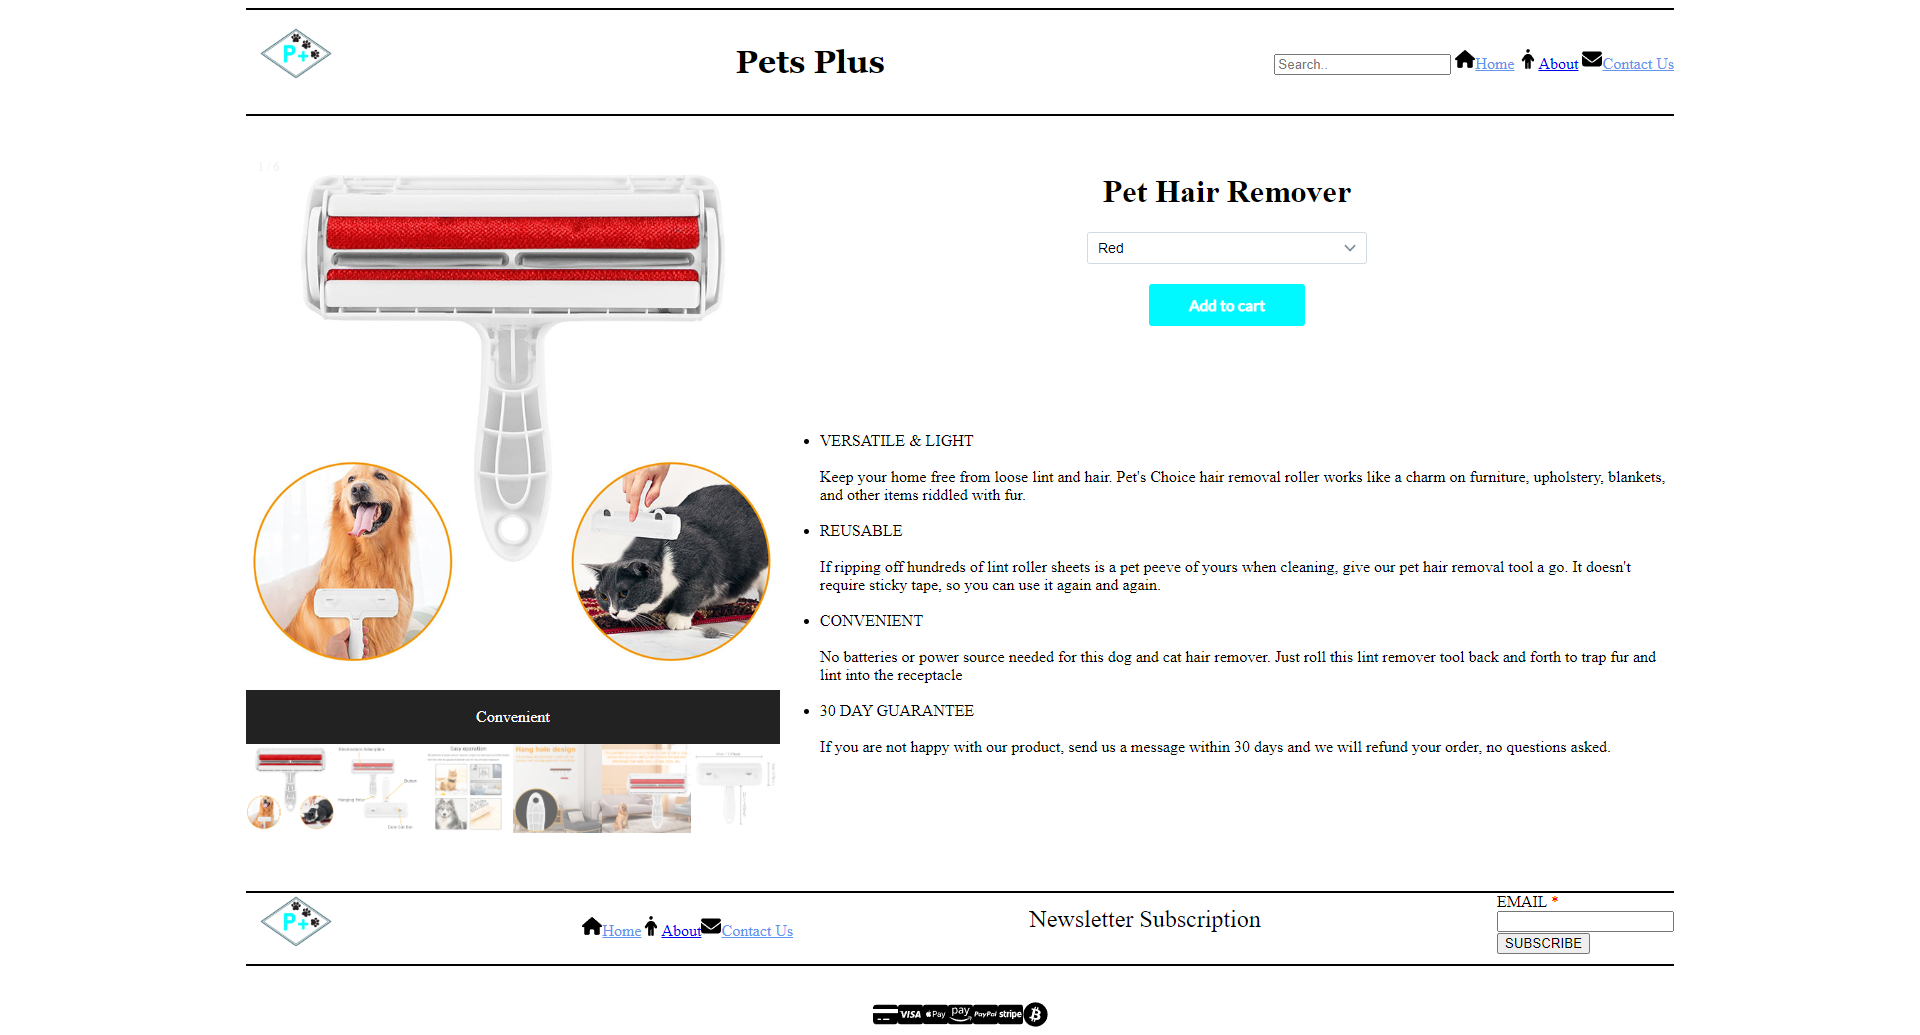 P+
Pets Plus
Search..
Home
About
Contact Us
1 / 6
Pet Hair Remover
Red
Add to cart
VERSATILE & LIGHT
Keep your home free from loose lint and hair. Pet's Choice hair removal roller works like a charm on furniture, upholstery, blankets,
and other items riddled with fur.
REUSABLE
If ripping off hundreds of lint roller sheets is a pet peeve of yours when cleaning, give our pet hair removal tool a go. It doesn't
require sticky tape, so you can use it again and again.
CONVENIENT
No batteries or power source needed for this dog and cat hair remover. Just roll this lint remover tool back and forth to trap fur and
lint into the receptacle
30 DAY GUARANTEE
If you are not happy with our product, send us a message within 30 days and we will refund your order, no questions asked.
Convenient
Easy operation
Hang hole design
Button
Hanging hole
P+
Home
About
Contact Us
Newsletter Subscription
EMAIL *
SUBSCRIBE
VISA
Pay
pay
PayPal
stripe